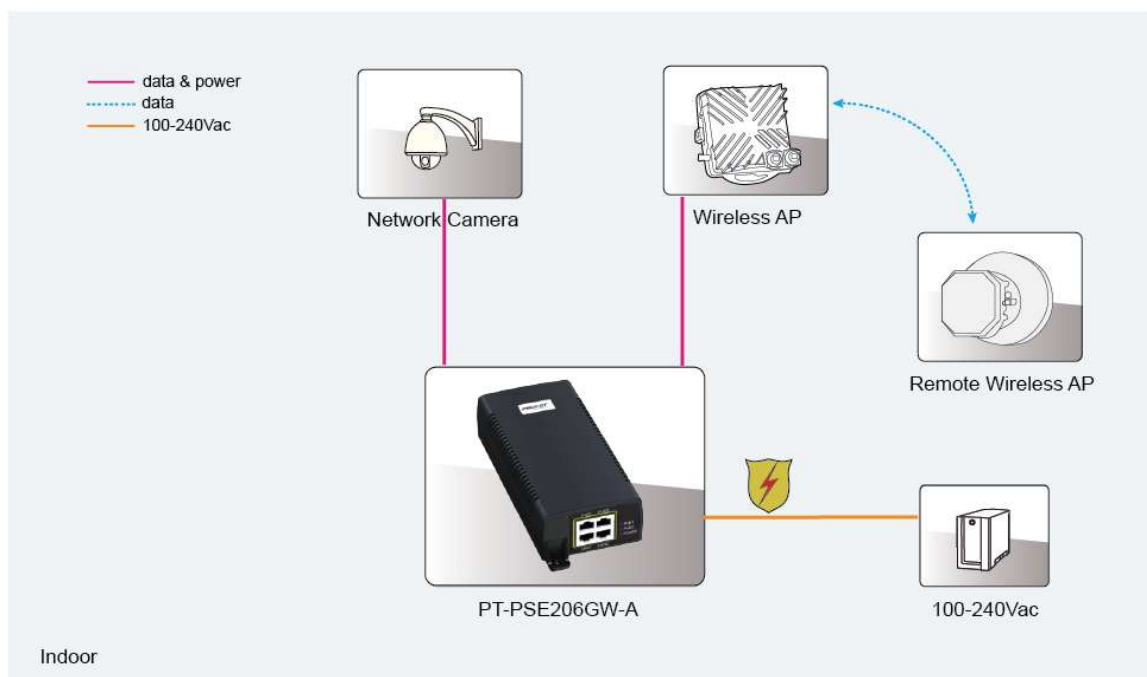 data & power
data
100-240Vac
Network Camera
Wireless AP
Remote Wireless AP
PT-PSE206GW-A
100-240Vac
Indoor